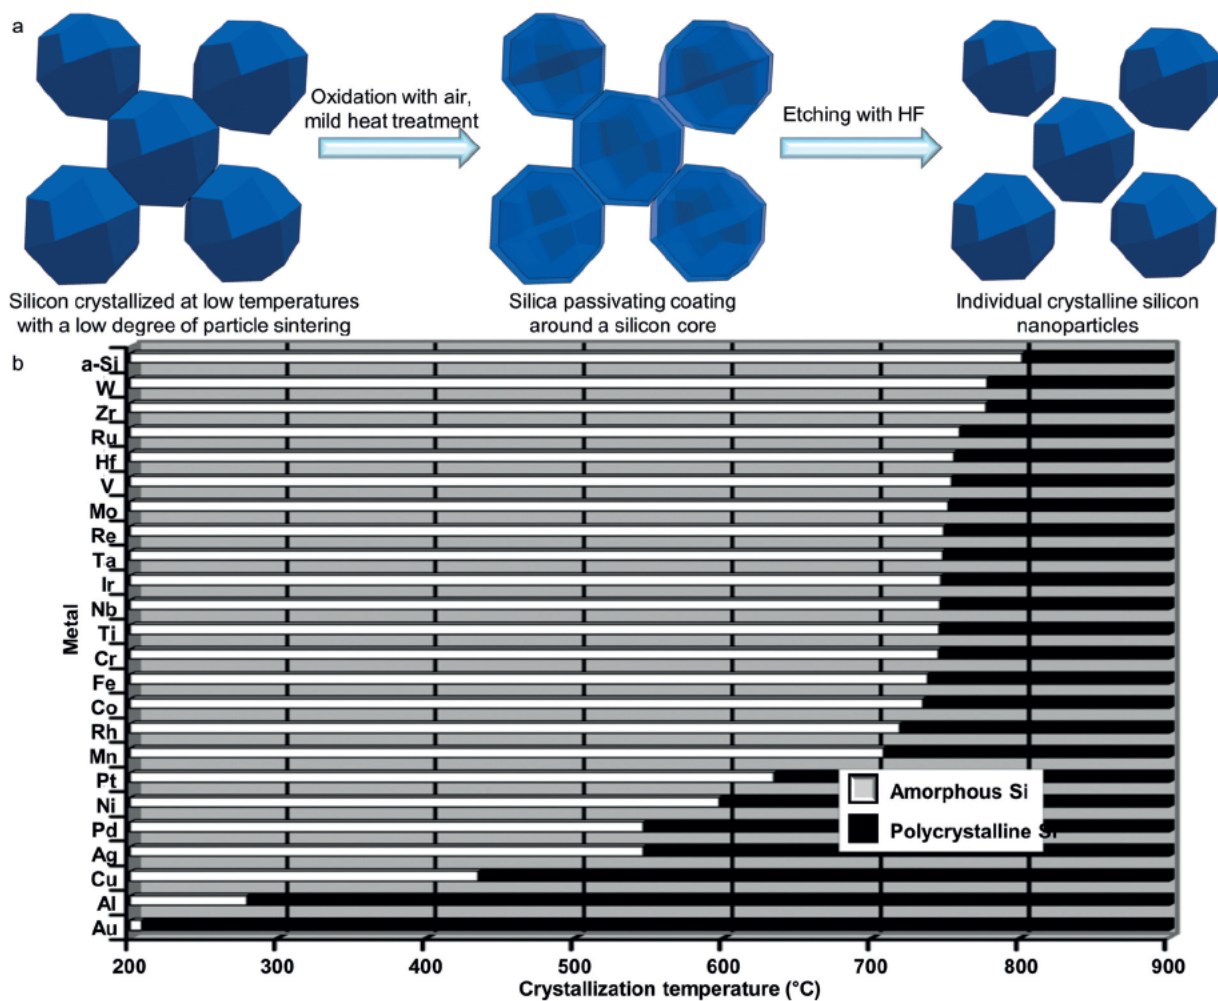 a
Oxidation with air,
mild heat treatment
Etching with HF
Silicon crystallized at low temperatures
with a low degree of particle sintering
Silica passivating coating
around a silicon core
Individual crystalline silicon
nanoparticles
b
Metal
a-Si
W
Zr
Ru
Hf
V
Mo
Re
Ta
Ir
Nb
Ti
Cr
Fe
Co
Rh
Mn
Pt
Ni
Pd
Ag
Cu
Al
Au
Amorphous Si
Polycrystalline Si
200 300 400 500 600 700 800 900
Crystallization temperature (°C)